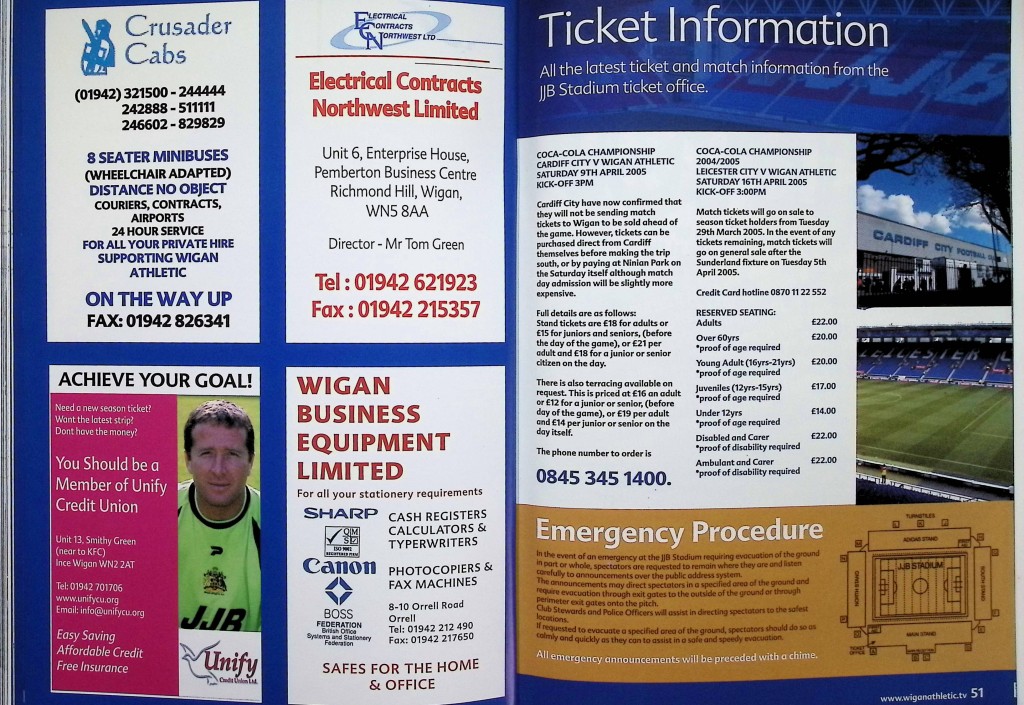 Crusader
Cabs
(01942) 321500 - 244444
242888 - 511111
246602 - 829829
8 SEATER MINIBUSES
(WHEELCHAIR ADAPTED)
DISTANCE NO OBJECT
COURIERS, CONTRACTS,
AIRPORTS
24 HOUR SERVICE
FOR ALL YOUR PRIVATE HIRE
SUPPORTING WIGAN
ATHLETIC
ON THE WAY UP
FAX: 01942 826341
ELECTRICAL
CONTRACTS
NORTHWEST LTD
Electrical Contracts
Northwest Limited
Unit 6, Enterprise House,
Pemberton Business Centre
Richmond Hill, Wigan,
WN5 8AA
Director - Mr Tom Green
Tel : 01942 621923
Fax : 01942 215357
ACHIEVE YOUR GOAL!
Need a new season ticket?
Want the latest strip?
Dont have the money?
You Should be a
Member of Unify
Credit Union
Unit 13, Smithy Green
(near to KFC)
Ince Wigan WN2 2AT
Tel: 01942 701706
www.unifycu.org
Email: info@unifycu.org
Easy Saving
Affordable Credit
Free Insurance
JJB
Unify
Credit Union Ltd.
WIGAN
BUSINESS
EQUIPMENT
LIMITED
For all your stationery requirements
SHARP
ISO 9002
Canon
BOSS
FEDERATION
British Office
Systems and Stationery
Federation
CASH REGISTERS
CALCULATORS &
TYPEWRITERS
PHOTOCOPIERS &
FAX MACHINES
8-10 Orrell Road
Orrell
Tel: 01942 212 490
Fax: 01942 217650
SAFES FOR THE HOME
& OFFICE
Ticket Information
All the latest ticket and match information from the
JJB Stadium ticket office.
COCA-COLA CHAMPIONSHIP
CARDIFF CITY V WIGAN ATHLETIC
SATURDAY 9TH APRIL 2005
KICK-OFF 3PM
Cardiff City have now confirmed that
they will not be sending match
tickets to Wigan to be sold ahead of
the game. However, tickets can be
purchased direct from Cardiff
themselves before making the trip
south, or by paying at Ninian Park on
the Saturday itself although match
day admission will be slightly more
expensive.
Full details are as follows:
Stand tickets are £18 for adults or
£15 for juniors and seniors, (before
the day of the game), or £21 per
adult and £18 for a junior or senior
citizen on the day.
There is also terracing available on
request. This is priced at £16 an adult
or £12 for a junior or senior, (before
day of the game), or £19 per adult
and £14 per junior or senior on the
day itself.
The phone number to order is
0845 345 1400.
COCA-COLA CHAMPIONSHIP
2004/2005
LEICESTER CITY V WIGAN ATHLETIC
SATURDAY 16TH APRIL 2005
KICK-OFF 3:00PM
Match tickets will go on sale to
season ticket holders from Tuesday
29th March 2005. In the event of any
tickets remaining, match tickets will
go on general sale after the
Sunderland fixture on Tuesday 5th
April 2005.
Credit Card hotline 0870 11 22 552
RESERVED SEATING:
Adults £22.00
Over 60yrs £20.00
*proof of age required
Young Adult (16yrs-21yrs) £20.00
*proof of age required
Juveniles (12yrs-15yrs) £17.00
*proof of age required
Under 12yrs £14.00
*proof of age required
Disabled and Carer £22.00
*proof of disability required
Ambulant and Carer £22.00
*proof of disability required
CARDIFF CITY FOOTBALL
Emergency Procedure
In the event of an emergency at the JJB Stadium requiring evacuation of the ground
in part or whole, spectators are requested to remain where they are and listen
carefully to announcements over the public address system.
The announcements may direct spectators in a specified area of the ground and
require evacuation through exit gates to the outside of the ground or through
perimeter exit gates onto the pitch.
Club Stewards and Police Officers will assist in directing spectators to the safest
locations.
If requested to evacuate a specified area of the ground, spectators should do so as
calmly and quickly as they can to assist in a safe and speedy evacuation.
All emergency announcements will be preceded with a chime.
TURNSTILES
ADIDAS STAND
JJB STADIUM
NORTH STAND
SOUTH STAND
MAIN STAND
TICKET
OFFICE
www.wiganathletic.tv 51